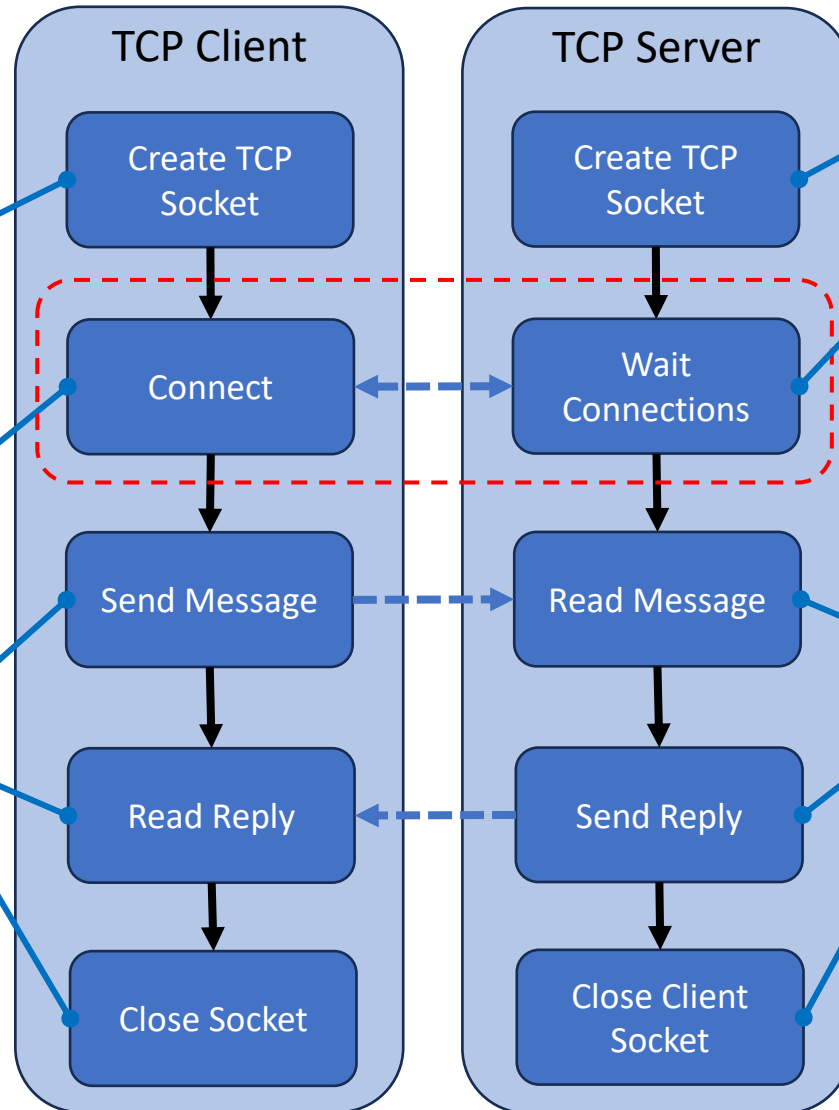 TCP Client
Create TCP
Socket
Connect
Send Message
Read Reply
Close Socket
TCP Server
Create TCP
Socket
Wait
Connections
Read Message
Send Reply
Close Client
Socket